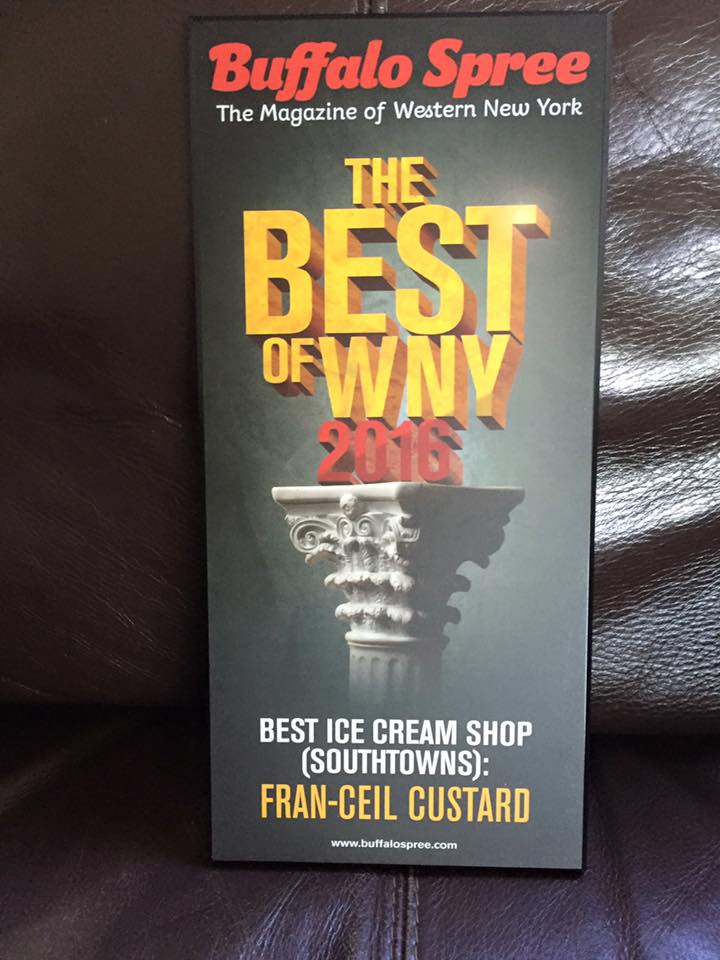 Buffalo Spree
The Magazine of Western New York
THE
BEST
OF WNY
2016
BEST ICE CREAM SHOP
(SOUTHTOWNS):
FRAN-CEIL CUSTARD
www.buffalospree.com